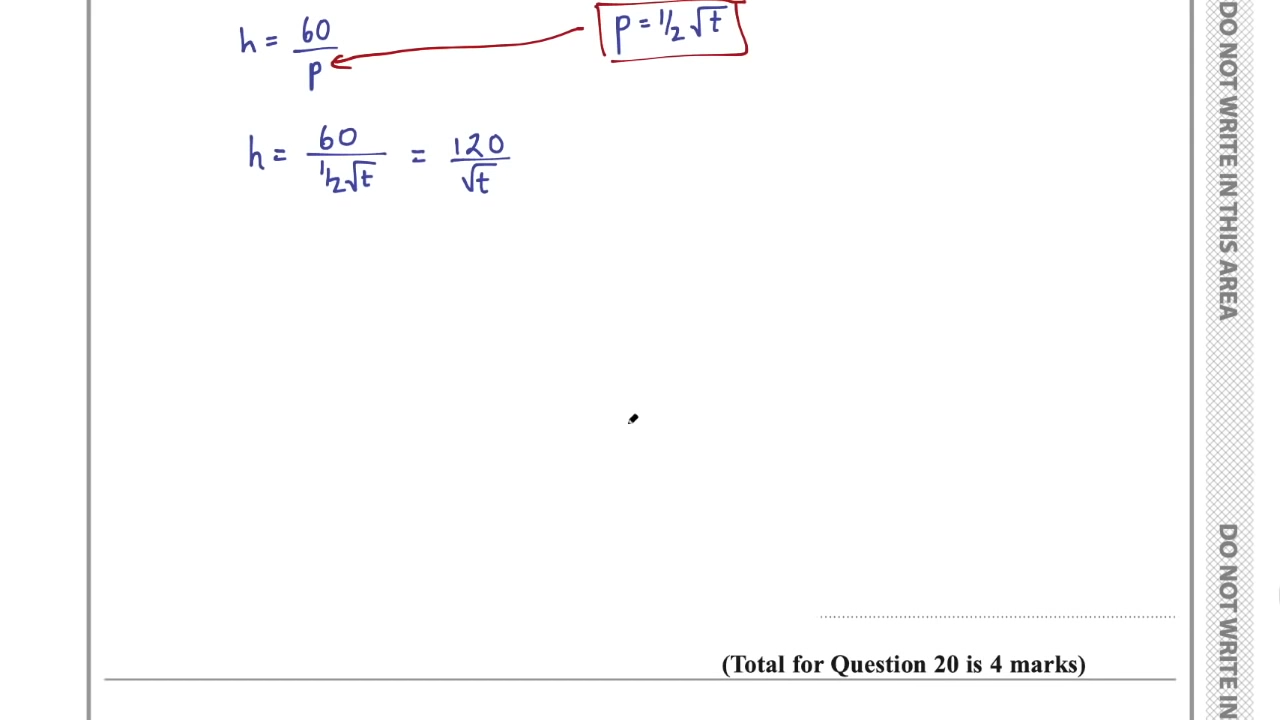 h = 60/p
p = 1/2 √t
h = 60/(1/2 √t) = 120/√t
(Total for Question 20 is 4 marks)
DO NOT WRITE IN THIS AREA
DO NOT WRITE IN